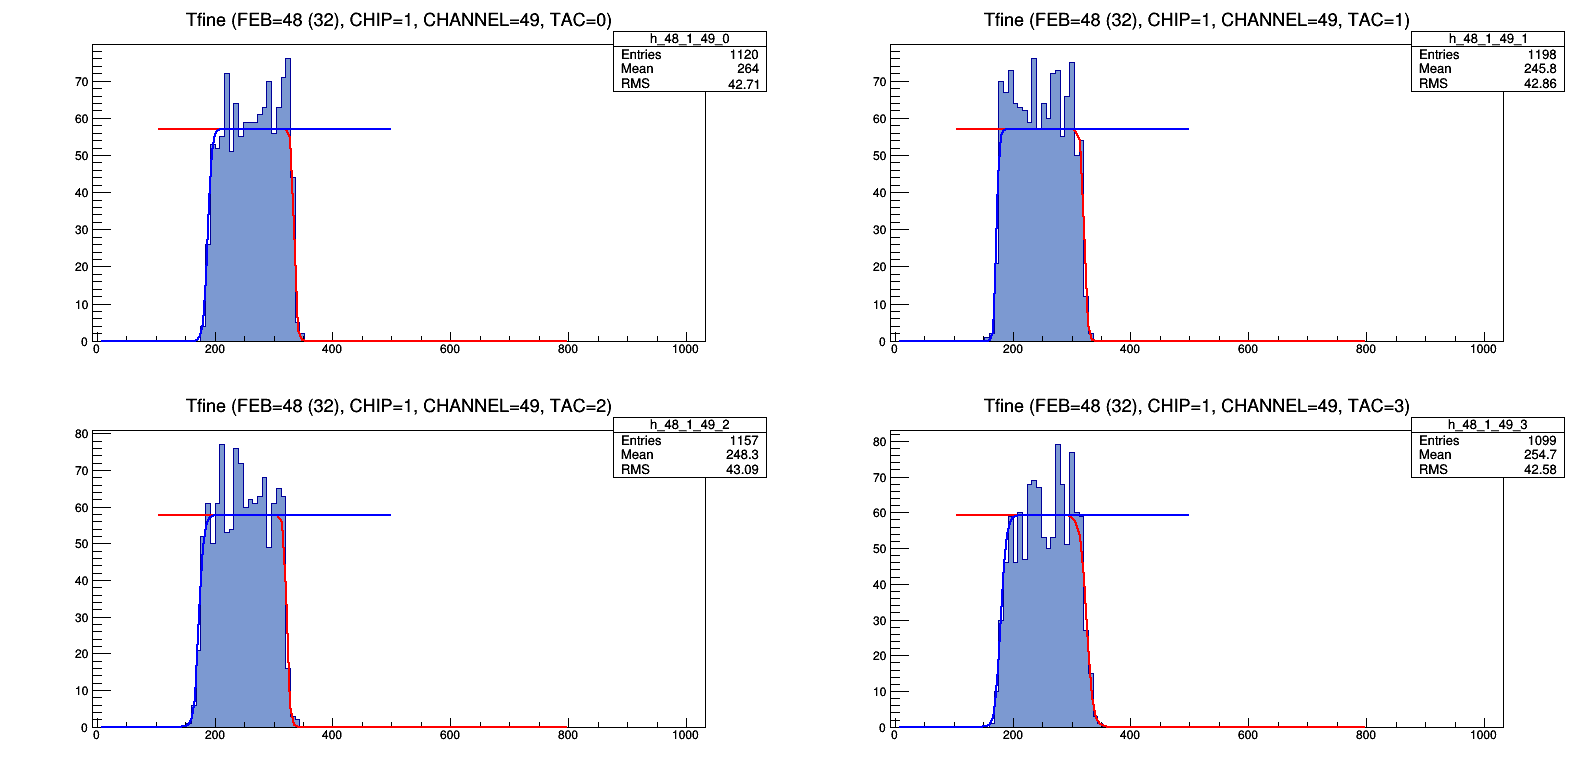 Tfine (FEB=48 (32), CHIP=1, CHANNEL=49, TAC=0)
h_48_1_49_0
Entries 1120
Mean 264
RMS 42.71
70
60
50
40
30
20
10
0
0 200 400 600 800 1000
Tfine (FEB=48 (32), CHIP=1, CHANNEL=49, TAC=1)
h_48_1_49_1
Entries 1198
Mean 245.8
RMS 42.86
70
60
50
40
30
20
10
0
0 200 400 600 800 1000
Tfine (FEB=48 (32), CHIP=1, CHANNEL=49, TAC=2)
h_48_1_49_2
Entries 1157
Mean 248.3
RMS 43.09
80
70
60
50
40
30
20
10
0
0 200 400 600 800 1000
Tfine (FEB=48 (32), CHIP=1, CHANNEL=49, TAC=3)
h_48_1_49_3
Entries 1099
Mean 254.7
RMS 42.58
80
70
60
50
40
30
20
10
0
0 200 400 600 800 1000